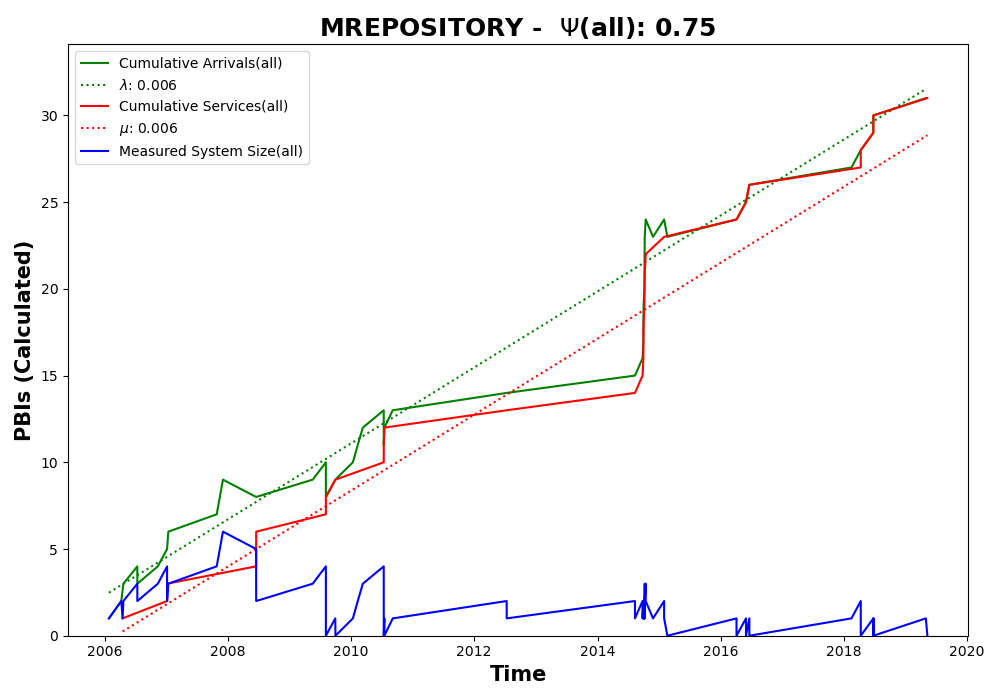 MREPOSITORY -  Ψ(all): 0.75
Cumulative Arrivals(all)
λ: 0.006
Cumulative Services(all)
μ: 0.006
Measured System Size(all)
PBIs (Calculated)
30
25
20
15
10
5
0
2006 2008 2010 2012 2014 2016 2018 2020
Time